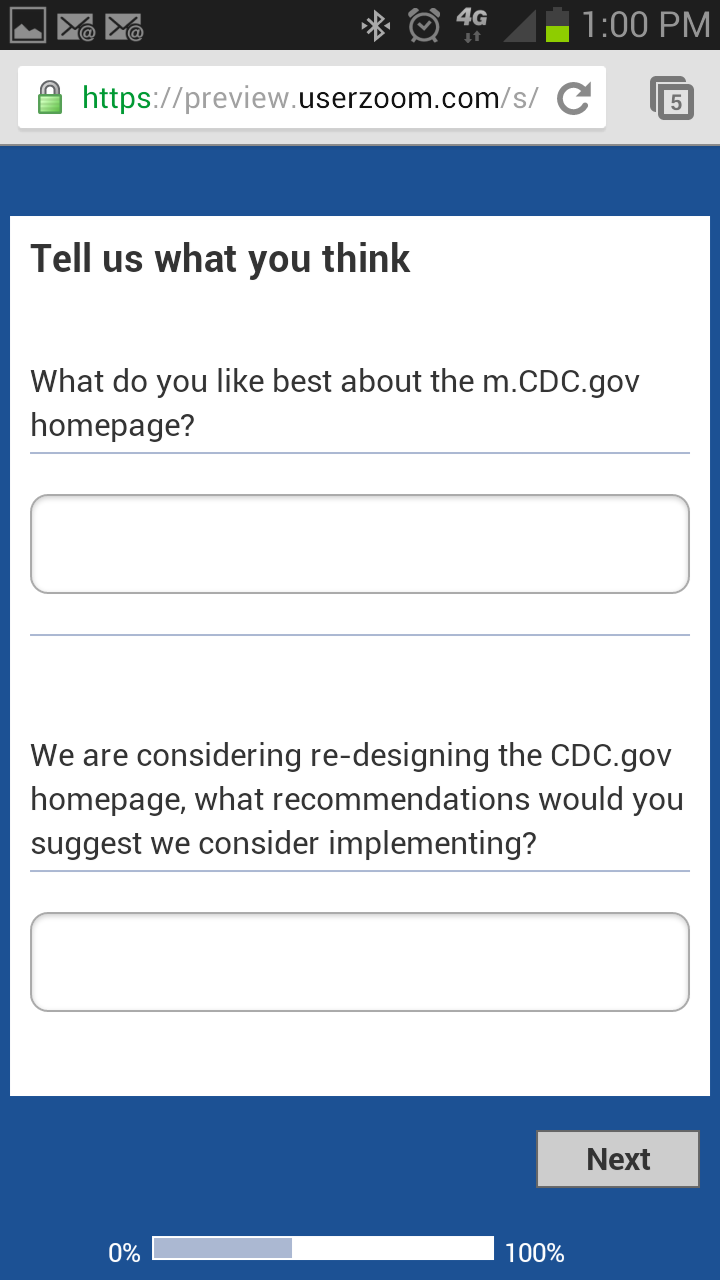 4G 1:00 PM
https://preview.userzoom.com/s/ 5
Tell us what you think
What do you like best about the m.CDC.gov
homepage?
We are considering re-designing the CDC.gov
homepage, what recommendations would you
suggest we consider implementing?
Next
0% 100%